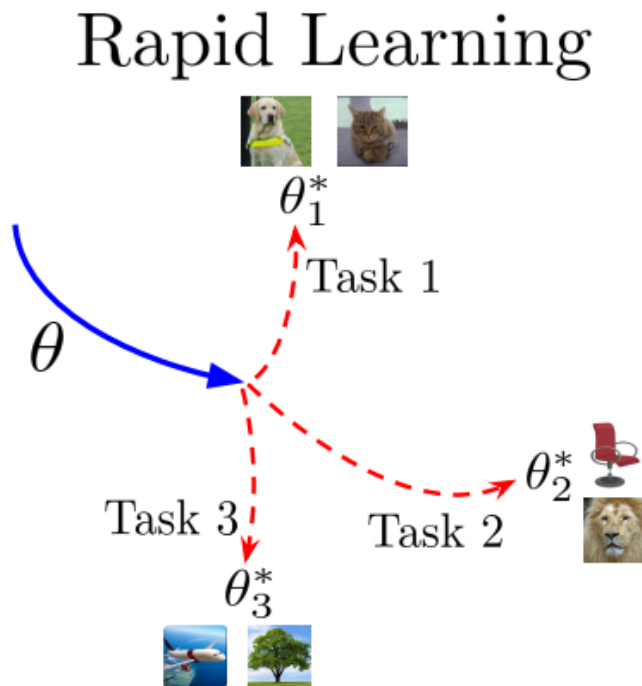 Rapid Learning
θ₁*
Task 1
θ
θ₂*
Task 3
Task 2
θ₃*